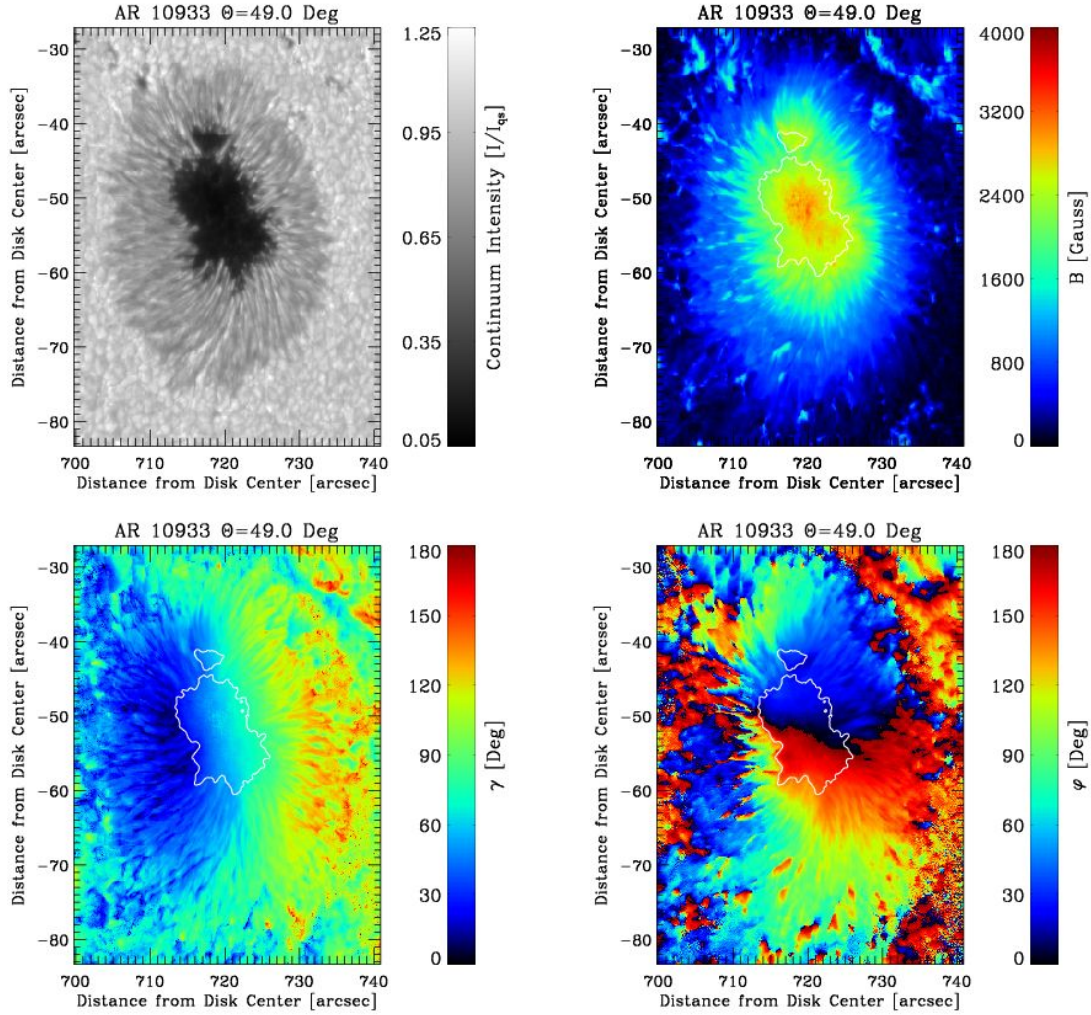 AR 10933 Θ=49.0 Deg
-30
-40
-50
-60
-70
-80
Distance from Disk Center [arcsec]
700 710 720 730 740
Distance from Disk Center [arcsec]
1.25
0.95
0.65
0.35
0.05
Continuum Intensity [I/I_qs]
AR 10933 Θ=49.0 Deg
-30
-40
-50
-60
-70
-80
Distance from Disk Center [arcsec]
700 710 720 730 740
Distance from Disk Center [arcsec]
4000
3200
2400
1600
800
0
B [Gauss]
AR 10933 Θ=49.0 Deg
-30
-40
-50
-60
-70
-80
Distance from Disk Center [arcsec]
700 710 720 730 740
Distance from Disk Center [arcsec]
180
150
120
90
60
30
0
γ [Deg]
AR 10933 Θ=49.0 Deg
-30
-40
-50
-60
-70
-80
Distance from Disk Center [arcsec]
700 710 720 730 740
Distance from Disk Center [arcsec]
180
150
120
90
60
30
0
φ [Deg]